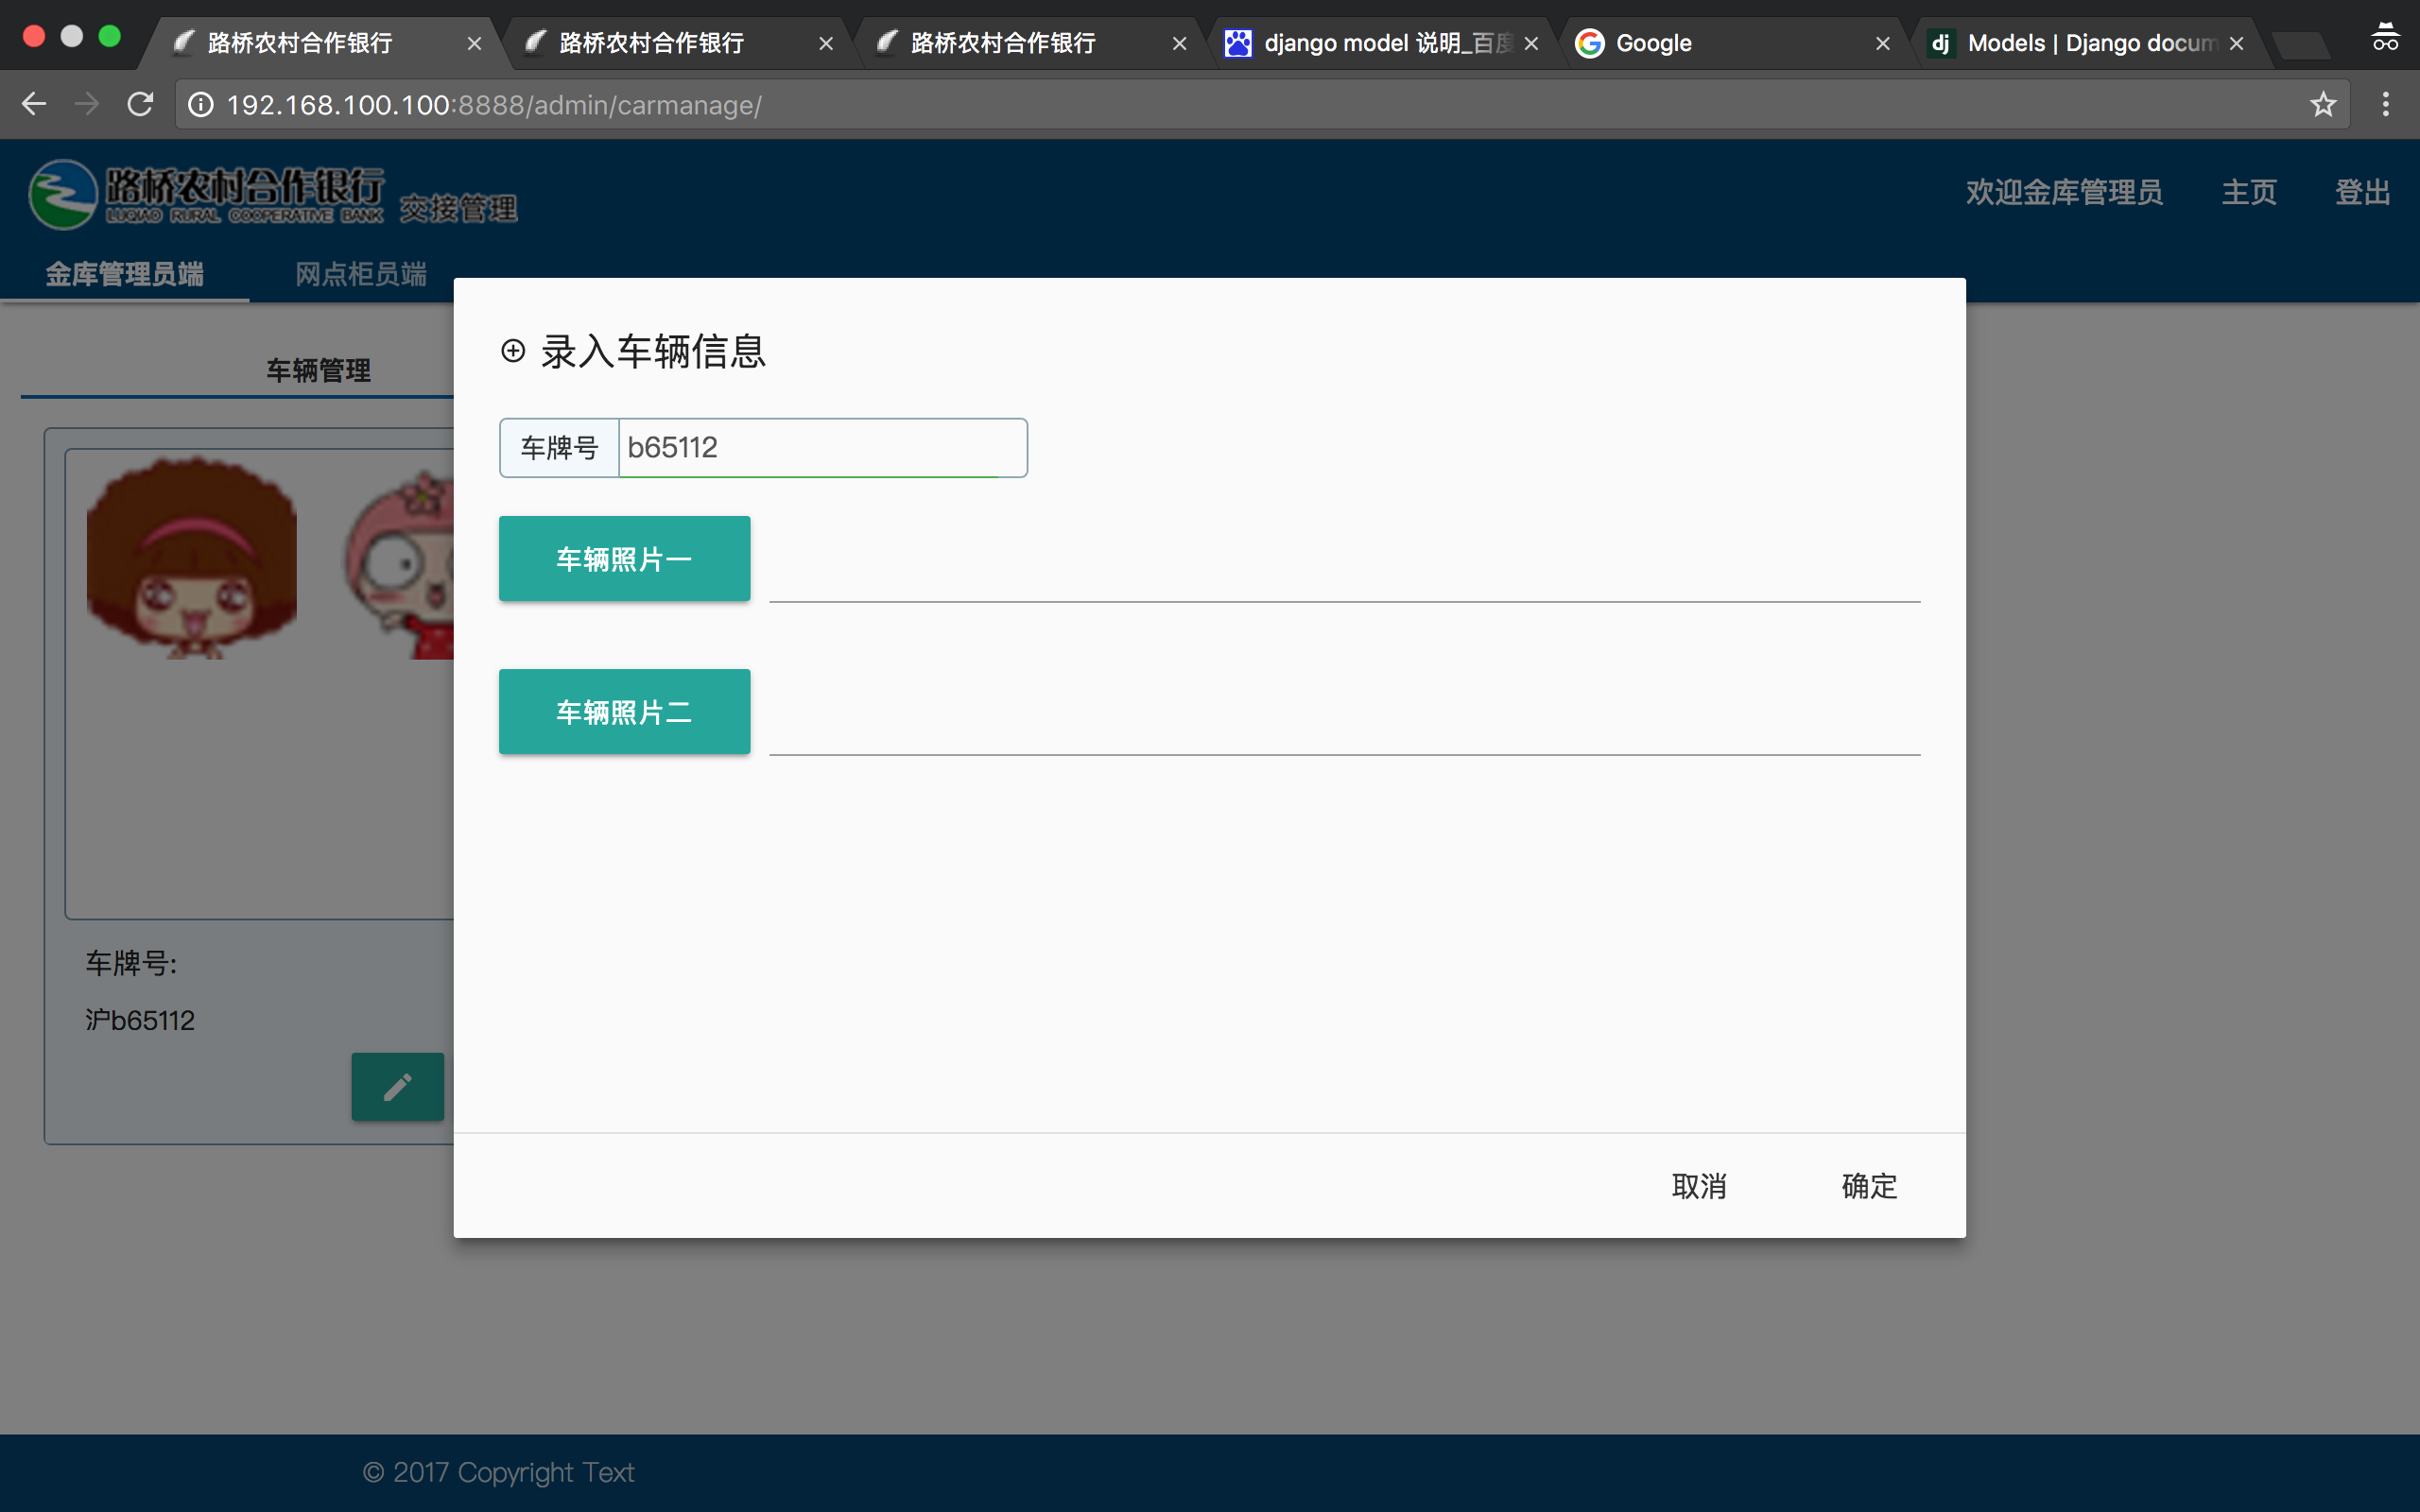 路桥农村合作银行
路桥农村合作银行
路桥农村合作银行
django model 说明_百度
Google
Models | Django docum
192.168.100.100:8888/admin/carmanage/
路桥农村合作银行
LUQIAO RURAL COOPERATIVE BANK
交接管理
欢迎金库管理员
主页
登出
金库管理员端
网点柜员端
车辆管理
录入车辆信息
车牌号
b65112
车辆照片一
车辆照片二
车牌号:
沪b65112
取消
确定
© 2017 Copyright Text